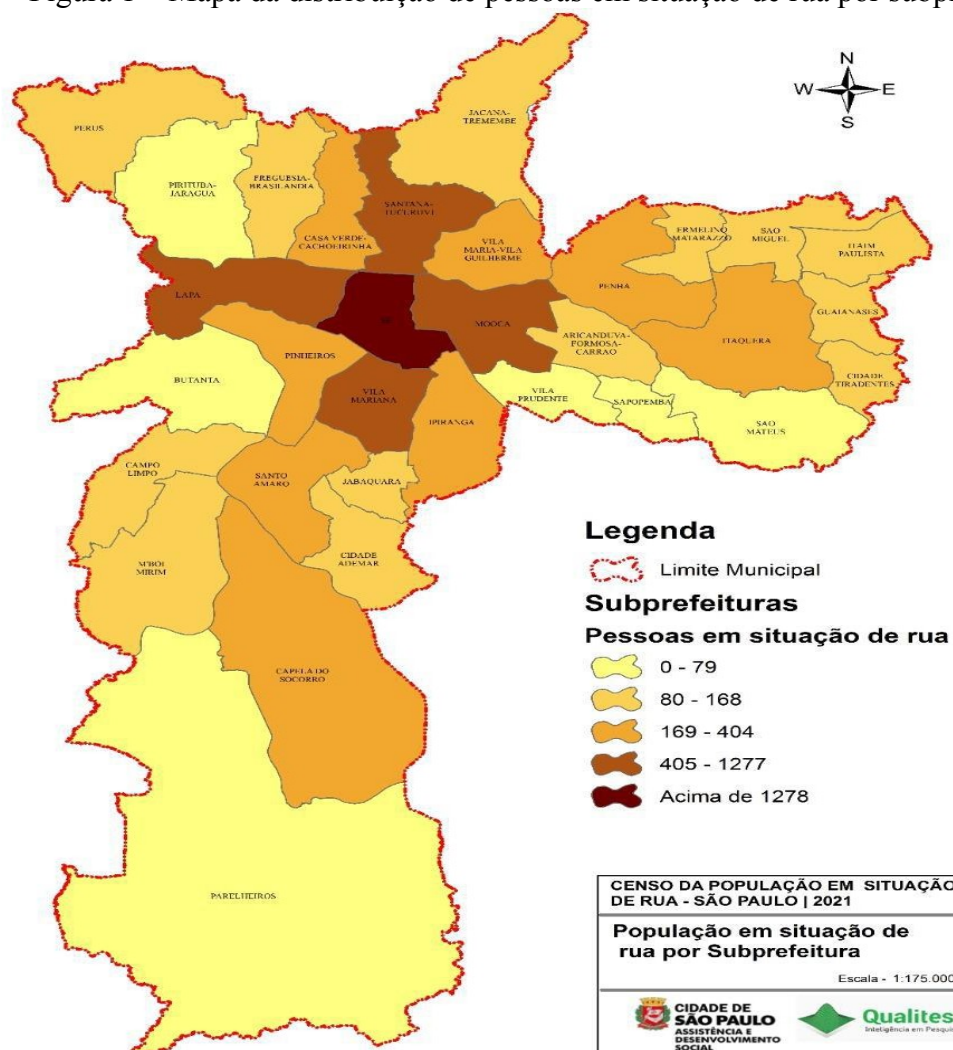 Figura 1 – Mapa da distribuição de pessoas em situação de rua por subpr
N
W E
S
JACANA-
TREMEMBE
PERUS
PIRITUBA-
JARAGUA
FREGUESIA-
BRASILANDIA
SANTANA-
TUCURUVI
CASA VERDE-
CACHOEIRINHA
VILA
MARIA-VILA
GUILHERME
ERMELINO
MATARAZZO
SAO
MIGUEL
ITAIM
PAULISTA
PENHA
LAPA
GUAIANASES
MOOCA
ARICANDUVA-
FORMOSA-
CARRAO
ITAQUERA
PINHEIROS
BUTANTA
CIDADE
TIRADENTES
VILA
MARIANA
VILA
PRUDENTE
SAPOPEMBA
IPIRANGA
SAO
MATEUS
CAMPO
LIMPO
SANTO
AMARO
JABAQUARA
M'BOI
MIRIM
CIDADE
ADEMAR
CAPELA DO
SOCORRO
PARELHEIROS
Legenda
Limite Municipal
Subprefeituras
Pessoas em situação de rua
0 - 79
80 - 168
169 - 404
405 - 1277
Acima de 1278
CENSO DA POPULAÇÃO EM SITUAÇÃO
DE RUA - SÃO PAULO | 2021
População em situação de
rua por Subprefeitura
Escala - 1:175.000
CIDADE DE
SÃO PAULO
ASSISTÊNCIA E
DESENVOLVIMENTO
SOCIAL
Qualites
Inteligência em Pesqui